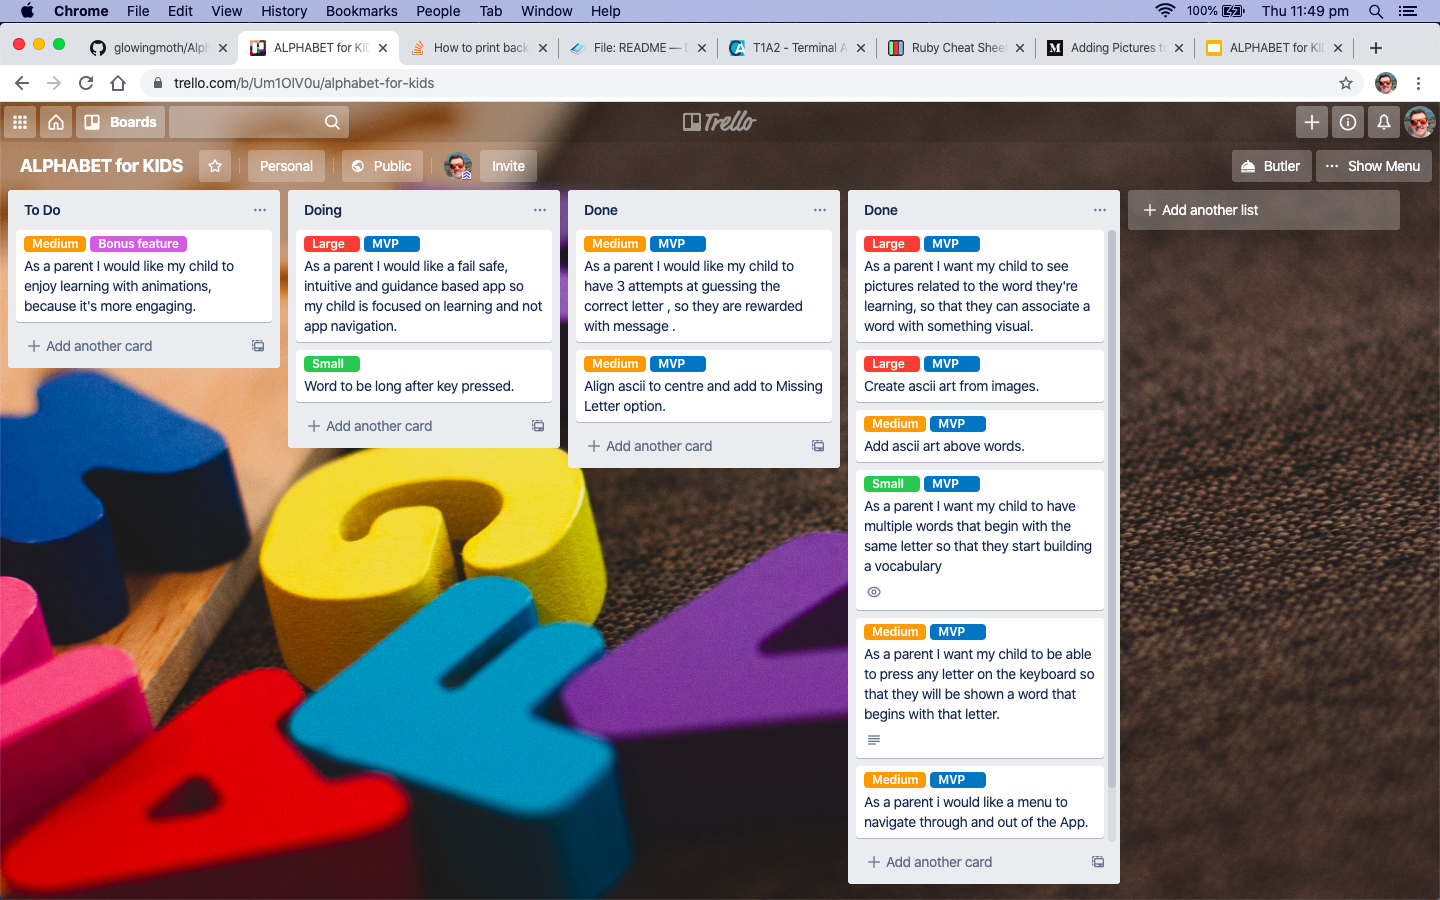 Chrome File Edit View History Bookmarks People Tab Window Help 100% Thu 11:49 pm
glowingmoth/Alph ALPHABET for KI How to print back File: README — T1A2 - Terminal A Ruby Cheat Shee Adding Pictures t ALPHABET for KI
trello.com/b/Um1OlV0u/alphabet-for-kids
Boards Trello
ALPHABET for KIDS Personal Public Invite Butler Show Menu
To Do
Medium Bonus feature
As a parent I would like my child to
enjoy learning with animations,
because it's more engaging.
Add another card
Doing
Large MVP
As a parent I would like a fail safe,
intuitive and guidance based app so
my child is focused on learning and not
app navigation.
Small
Word to be long after key pressed.
Add another card
Done
Medium MVP
As a parent I would like my child to
have 3 attempts at guessing the
correct letter , so they are rewarded
with message .
Medium MVP
Align ascii to centre and add to Missing
Letter option.
Add another card
Done
Large MVP
As a parent I want my child to see
pictures related to the word they're
learning, so that they can associate a
word with something visual.
Large MVP
Create ascii art from images.
Medium MVP
Add ascii art above words.
Small MVP
As a parent I want my child to have
multiple words that begin with the
same letter so that they start building
a vocabulary
Medium MVP
As a parent I want my child to be able
to press any letter on the keyboard so
that they will be shown a word that
begins with that letter.
Medium MVP
As a parent i would like a menu to
navigate through and out of the App.
Add another card
Add another list